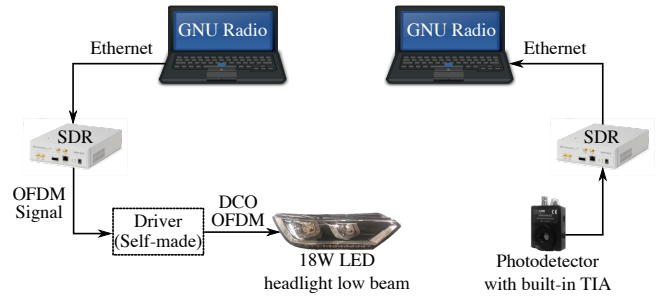 GNU Radio
GNU Radio
Ethernet
Ethernet
SDR
SDR
OFDM
Signal
Driver
(Self-made)
DCO
OFDM
18W LED
headlight low beam
Photodetector
with built-in TIA